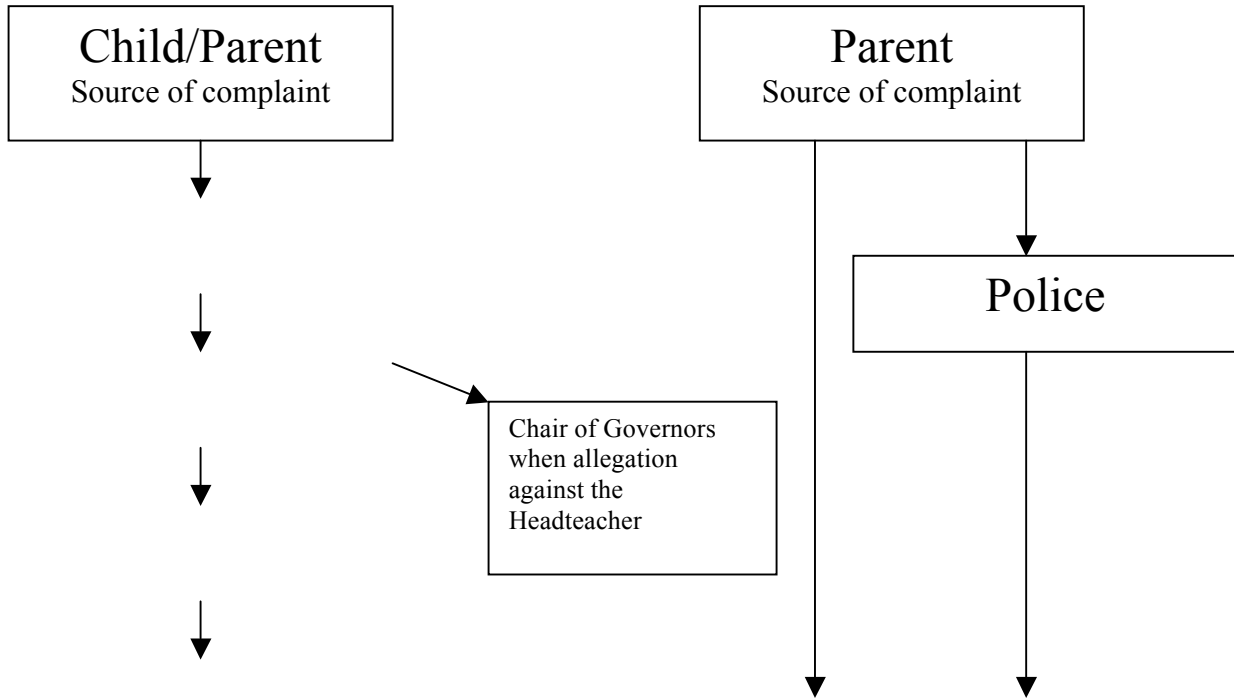 Child/Parent
Source of complaint
Parent
Source of complaint
Police
Chair of Governors
when allegation
against the
Headteacher